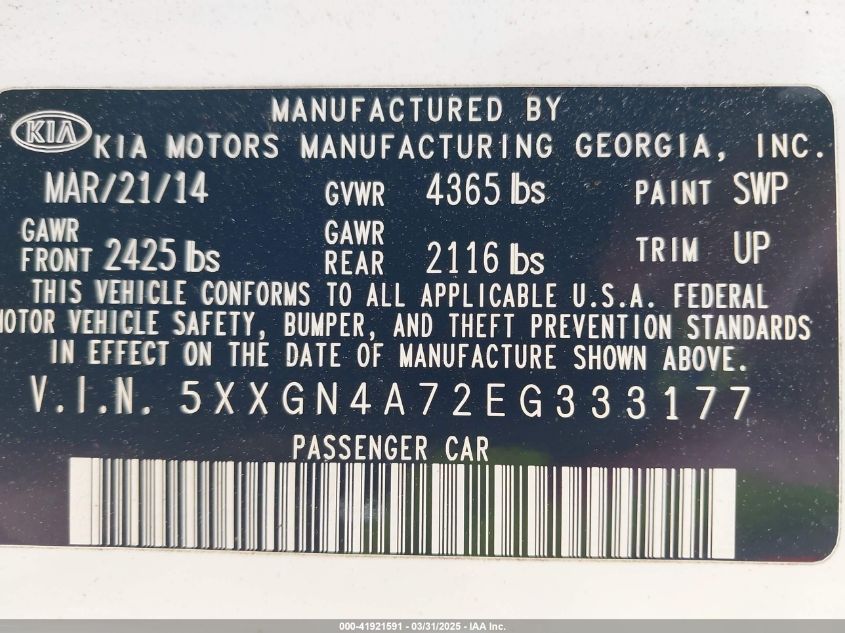 MANUFACTURED BY
KIA KIA MOTORS MANUFACTURING GEORGIA, INC.
MAR/21/14 GVWR 4365 lbs PAINT SWP
GAWR FRONT 2425 lbs GAWR REAR 2116 lbs TRIM UP
THIS VEHICLE CONFORMS TO ALL APPLICABLE U.S.A. FEDERAL
MOTOR VEHICLE SAFETY, BUMPER, AND THEFT PREVENTION STANDARDS
IN EFFECT ON THE DATE OF MANUFACTURE SHOWN ABOVE.
V.I.N. 5XXGN4A72EG333177
PASSENGER CAR
000-41921591 - 03/31/2025 - IAA Inc.